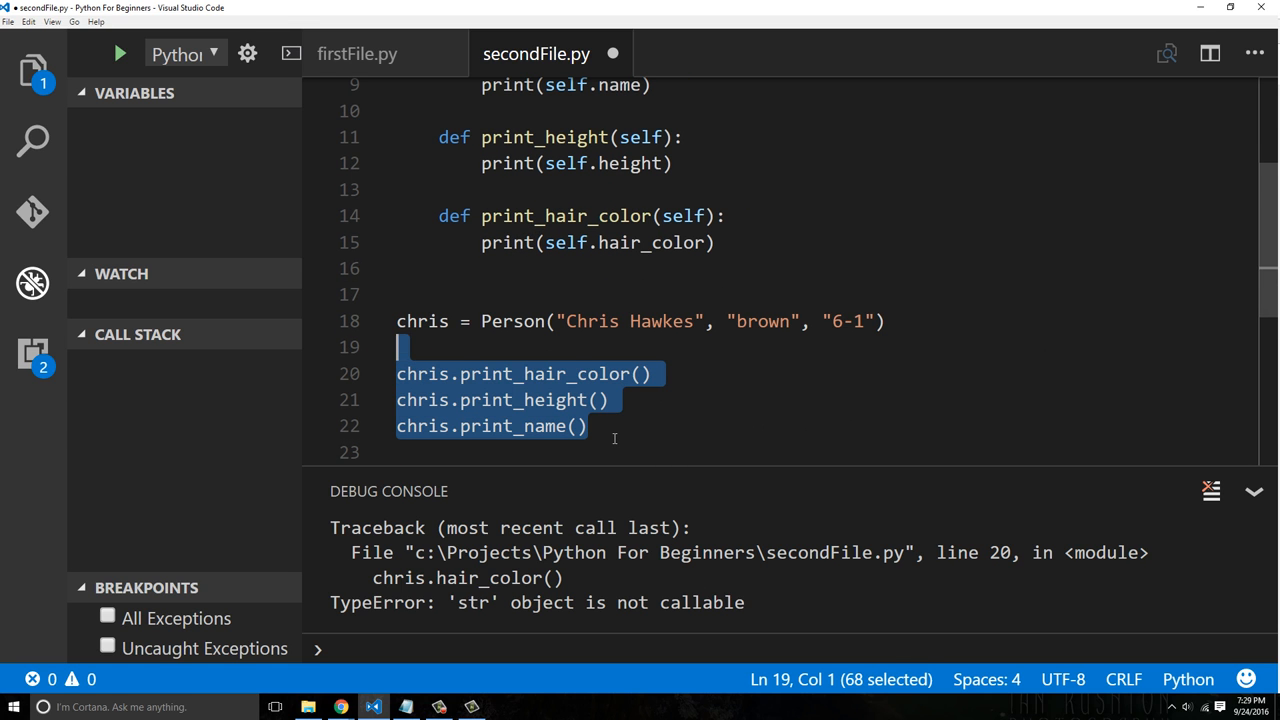 ● secondFile.py - Python For Beginners - Visual Studio Code
File Edit View Go Help
Pythor
firstFile.py
secondFile.py
VARIABLES
WATCH
CALL STACK
BREAKPOINTS
All Exceptions
Uncaught Exceptions
1
2
9 print(self.name)
10
11 def print_height(self):
12 print(self.height)
13
14 def print_hair_color(self):
15 print(self.hair_color)
16
17
18 chris = Person("Chris Hawkes", "brown", "6-1")
19
20 chris.print_hair_color()
21 chris.print_height()
22 chris.print_name()
23
DEBUG CONSOLE
Traceback (most recent call last):
File "c:\Projects\Python For Beginners\secondFile.py", line 20, in <module>
chris.hair_color()
TypeError: 'str' object is not callable
0 0
Ln 19, Col 1 (68 selected) Spaces: 4 UTF-8 CRLF Python
I'm Cortana. Ask me anything.
7:29 PM
9/24/2016